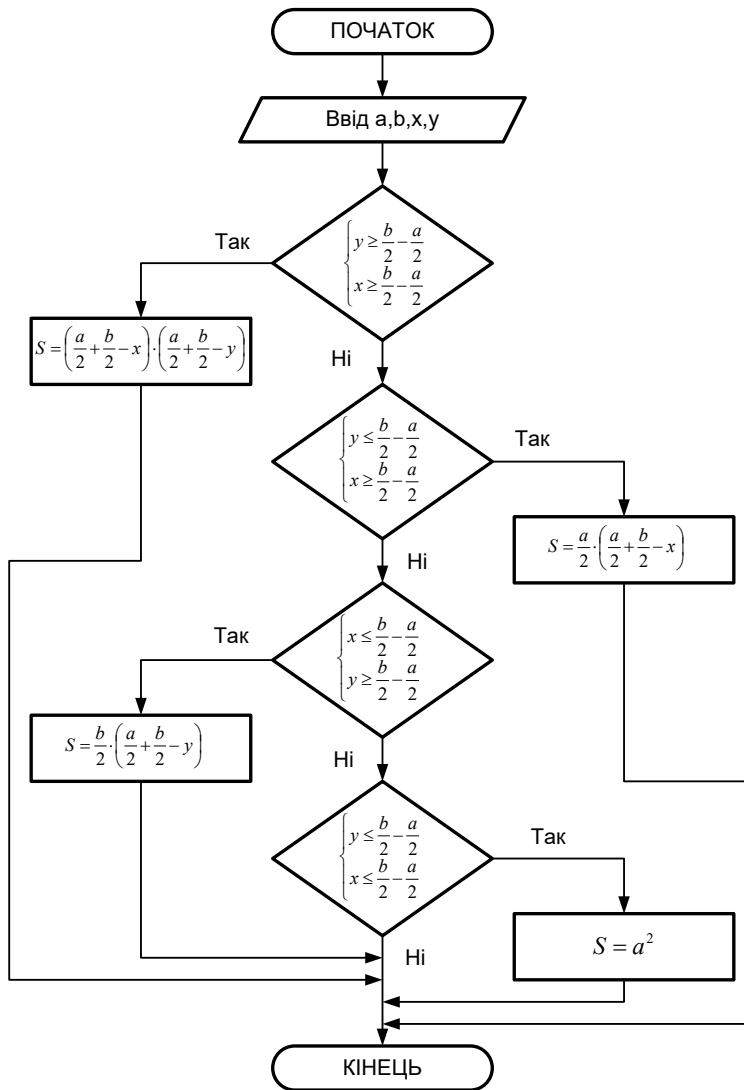 ПОЧАТОК
Ввід a,b,x,y
Так
y ≥ b/2 − a/2
x ≥ b/2 − a/2
S = (a/2 + b/2 − x) · (a/2 + b/2 − y)
Ні
y ≤ b/2 − a/2
x ≥ b/2 − a/2
Так
S = a/2 · (a/2 + b/2 − x)
Ні
Так
x ≤ b/2 − a/2
y ≥ b/2 − a/2
S = b/2 · (a/2 + b/2 − y)
Ні
y ≤ b/2 − a/2
x ≤ b/2 − a/2
Так
S = a²
Ні
КІНЕЦЬ